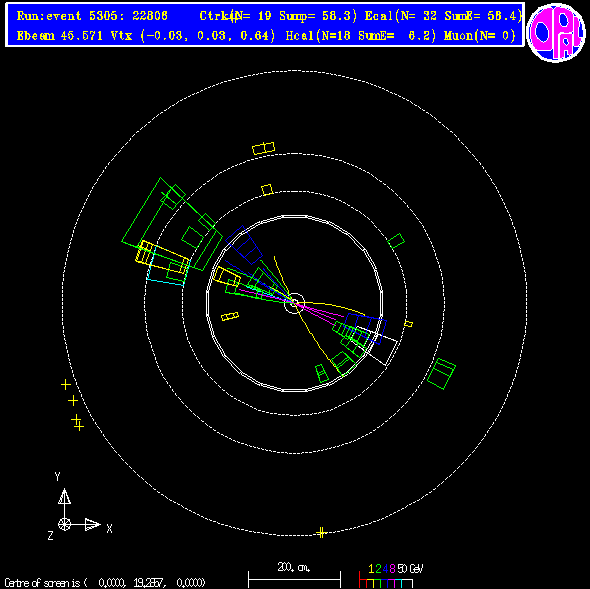 Run:event 5305: 22806 Ctrk(N= 19 Sump= 58.3) Ecal(N= 32 SumE= 58.4)
Ebeam 45.571 Vtx (-0.03, 0.03, 0.64) Hcal(N=18 SumE= 6.2) Muon(N= 0)
OPAL
Y
X
Z
200. cm.
1 2 4 8 50 GeV
Centre of screen is ( 0.0000, 19.2857, 0.0000)